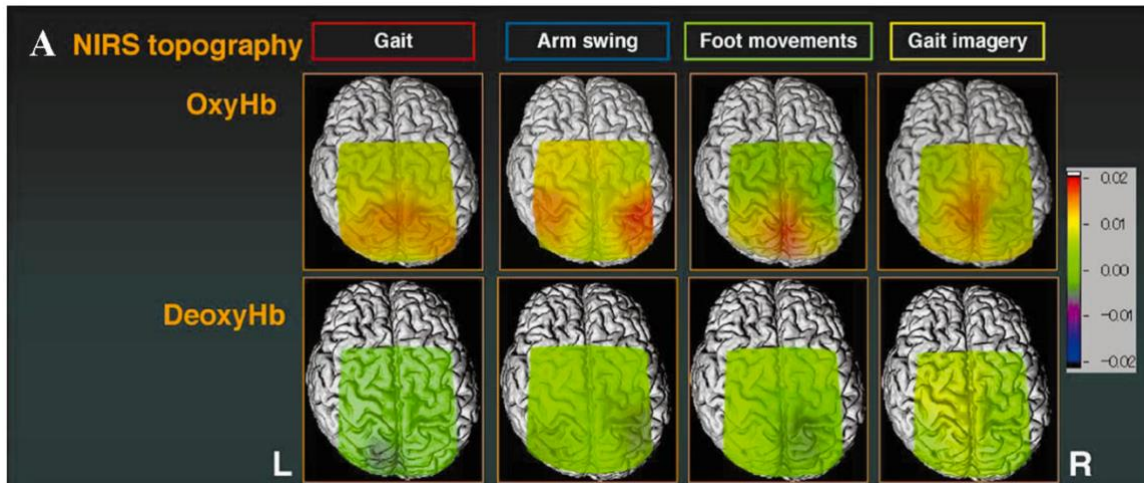 A NIRS topography Gait Arm swing Foot movements Gait imagery
OxyHb
0.02
0.01
0.00
−0.01
−0.02
DeoxyHb
L R